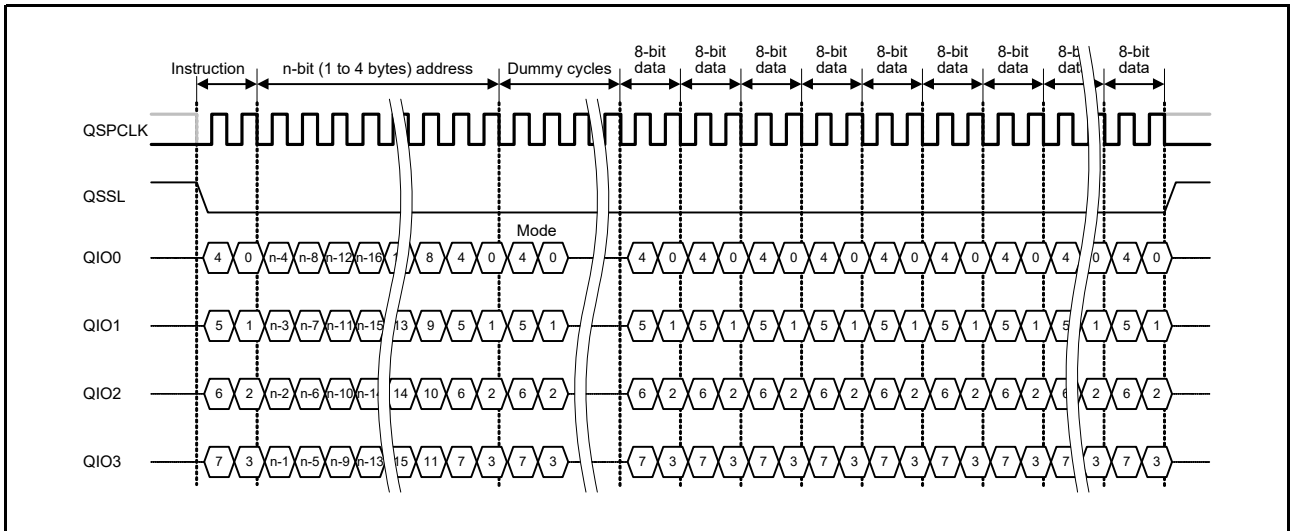 8-bit 8-bit 8-bit 8-bit 8-bit 8-bit 8-bit 8-bit
Instruction n-bit (1 to 4 bytes) address Dummy cycles data data data data data data data data
QSPCLK
QSSL
Mode
QIO0 4 0 n-4 n-8 n-12 n-16 8 4 0 4 0 4 0 4 0 4 0 4 0 4 0 4 0 4 0 4 0 4 0
QIO1 5 1 n-3 n-7 n-11 n-15 13 9 5 1 5 1 5 1 5 1 5 1 5 1 5 1 5 1 5 1 5 1 5 1
QIO2 6 2 n-2 n-6 n-10 14 10 6 2 6 2 6 2 6 2 6 2 6 2 6 2 6 2 6 2 6 2 6 2
QIO3 7 3 n-1 n-5 n-9 n-13 15 11 7 3 7 3 7 3 7 3 7 3 7 3 7 3 7 3 7 3 7 3 7 3